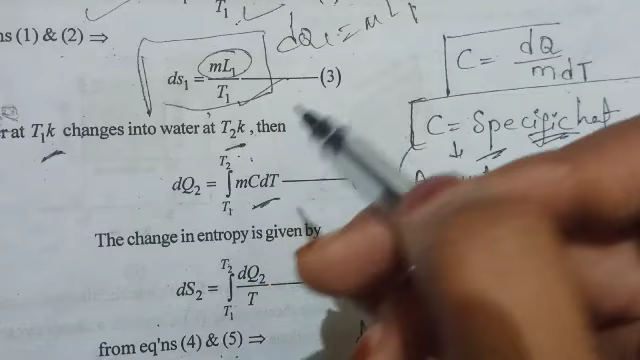 T₁
ns (1) & (2) ⇒
dQ₁ = mL₁
ds₁ = mL₁/T₁ ——— (3)
C = dQ/mdT
r at T₁k changes into water at T₂k, then
C = Specific heat
dQ₂ = ∫T₁T₂ mCdT ———
The change in entropy is given by
dS₂ = ∫T₁T₂ dQ₂/T ———
from eq'ns (4) & (5) ⇒